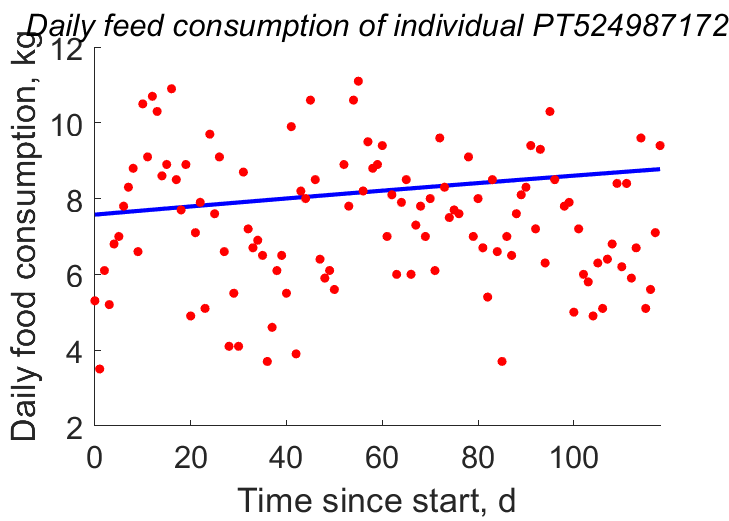 Daily feed consumption of individual PT524987172
12
10
8
6
4
2
Daily food consumption, kg
0 20 40 60 80 100
Time since start, d